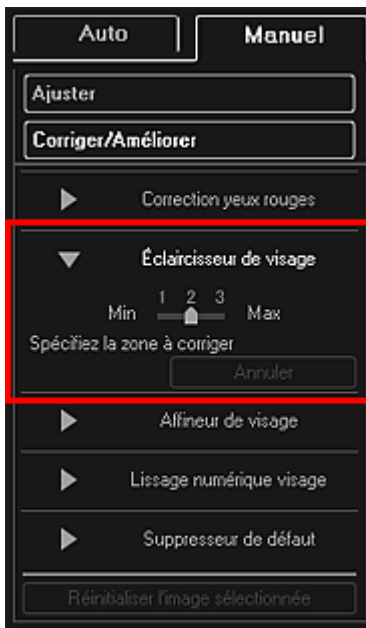 Auto Manuel
Ajuster
Corriger/Améliorer
Correction yeux rouges
Éclaircisseur de visage
1 2 3
Min Max
Spécifiez la zone à corriger
Annuler
Affineur de visage
Lissage numérique visage
Suppresseur de défaut
Réinitialiser l'image sélectionnée